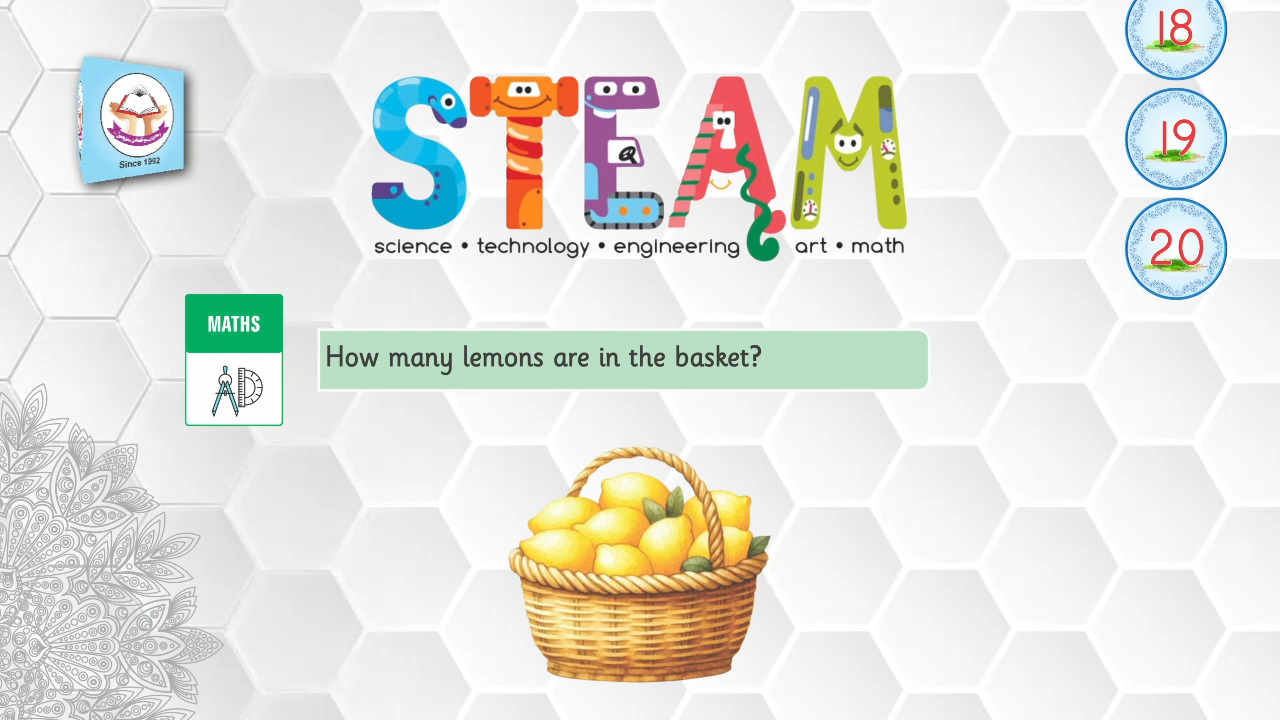 18
19
20
Since 1992
STEAM
science • technology • engineering art • math
MATHS
How many lemons are in the basket?